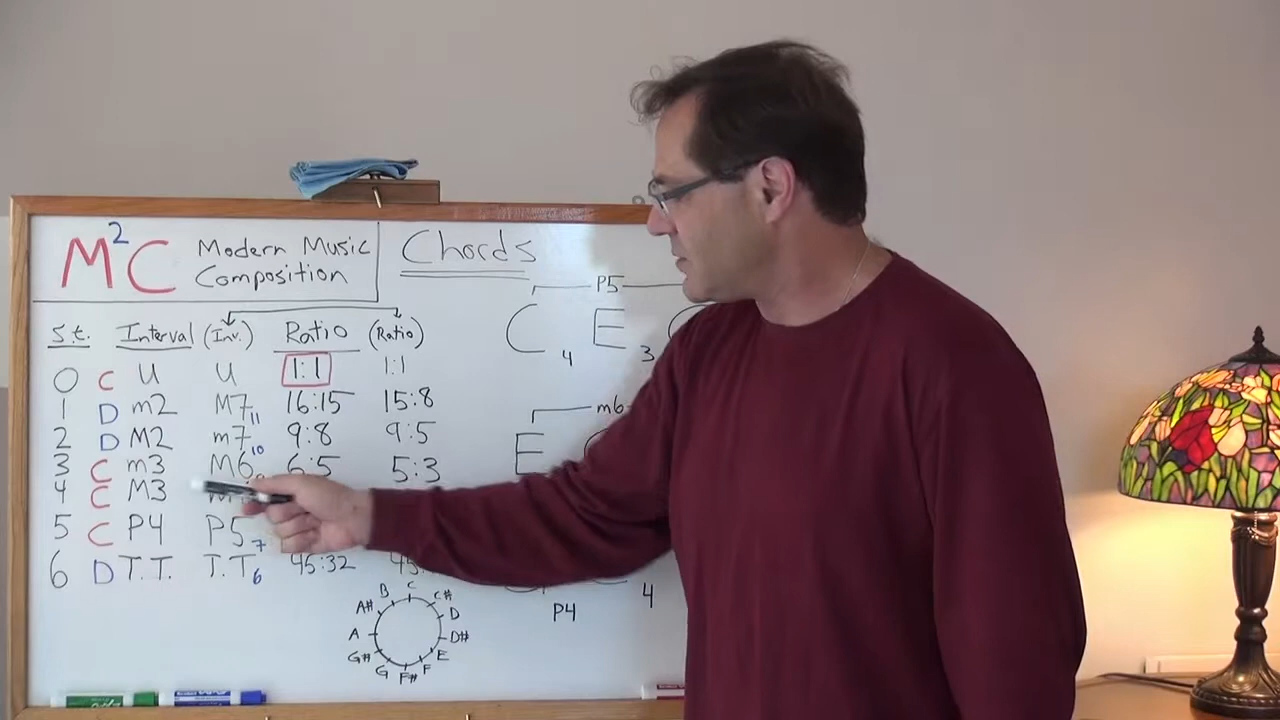 M²C Modern Music Composition
Chords
s.t. Interval (Inv.) Ratio (Ratio)
0 C U U 1:1 1:1
1 D m2 M7 11 16:15 15:8
2 D M2 m7 10 9:8 9:5
3 C m3 M6 6:5 5:3
4 C M3
5 C P4 P5 7
6 D T.T. T.T 6 45:32
P5
C 4 E 3
m6
E
P4
4
C
C#
D
D#
E
F
F#
G
G#
A
A#
B